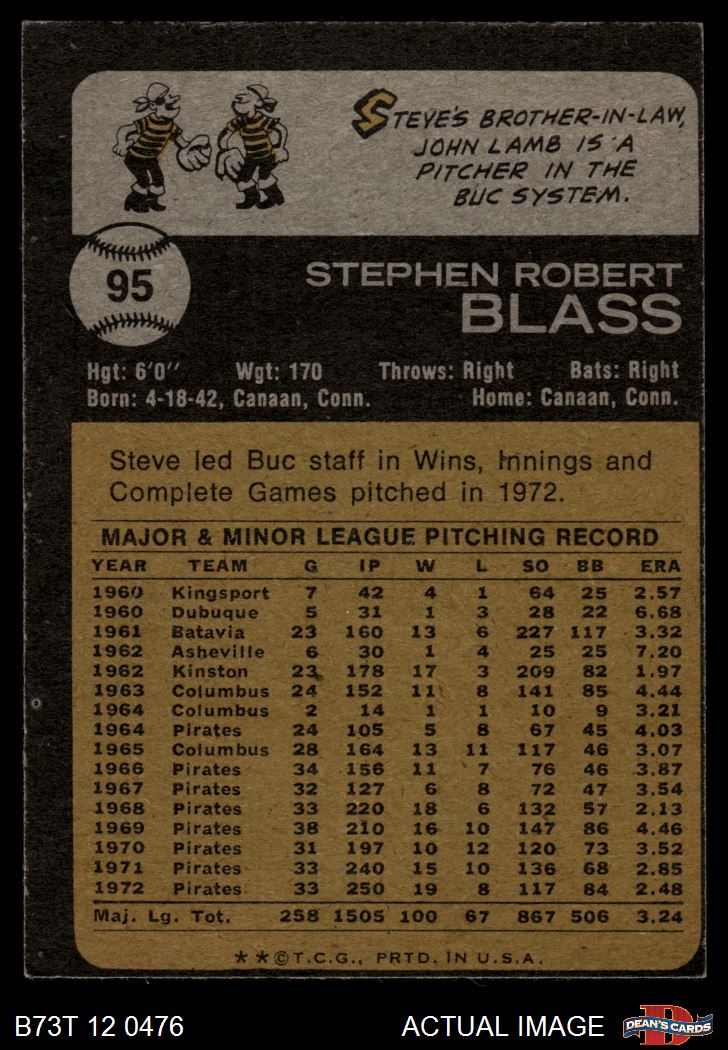 STEVE'S BROTHER-IN-LAW,
JOHN LAMB IS A
PITCHER IN THE
BUC SYSTEM.
95
STEPHEN ROBERT
BLASS
Hgt: 6'0" Wgt: 170 Throws: Right Bats: Right
Born: 4-18-42, Canaan, Conn. Home: Canaan, Conn.
Steve led Buc staff in Wins, Innings and
Complete Games pitched in 1972.
MAJOR & MINOR LEAGUE PITCHING RECORD
YEAR TEAM G IP W L SO BB ERA
1960 Kingsport 7 42 4 1 64 25 2.57
1960 Dubuque 5 31 1 3 28 22 6.68
1961 Batavia 23 160 13 6 227 117 3.32
1962 Asheville 6 30 1 4 25 25 7.20
1962 Kinston 23 178 17 3 209 82 1.97
1963 Columbus 24 152 11 8 141 85 4.44
1964 Columbus 2 14 1 1 10 9 3.21
1964 Pirates 24 105 5 8 67 45 4.03
1965 Columbus 28 164 13 11 117 46 3.07
1966 Pirates 34 156 11 7 76 46 3.87
1967 Pirates 32 127 6 8 72 47 3.54
1968 Pirates 33 220 18 6 132 57 2.13
1969 Pirates 38 210 16 10 147 86 4.46
1970 Pirates 31 197 10 12 120 73 3.52
1971 Pirates 33 240 15 10 136 68 2.85
1972 Pirates 33 250 19 8 117 84 2.48
Maj. Lg. Tot. 258 1505 100 67 867 506 3.24
**©T.C.G., PRTD. IN U.S.A.
B73T 12 0476 ACTUAL IMAGE DEAN'S CARDS